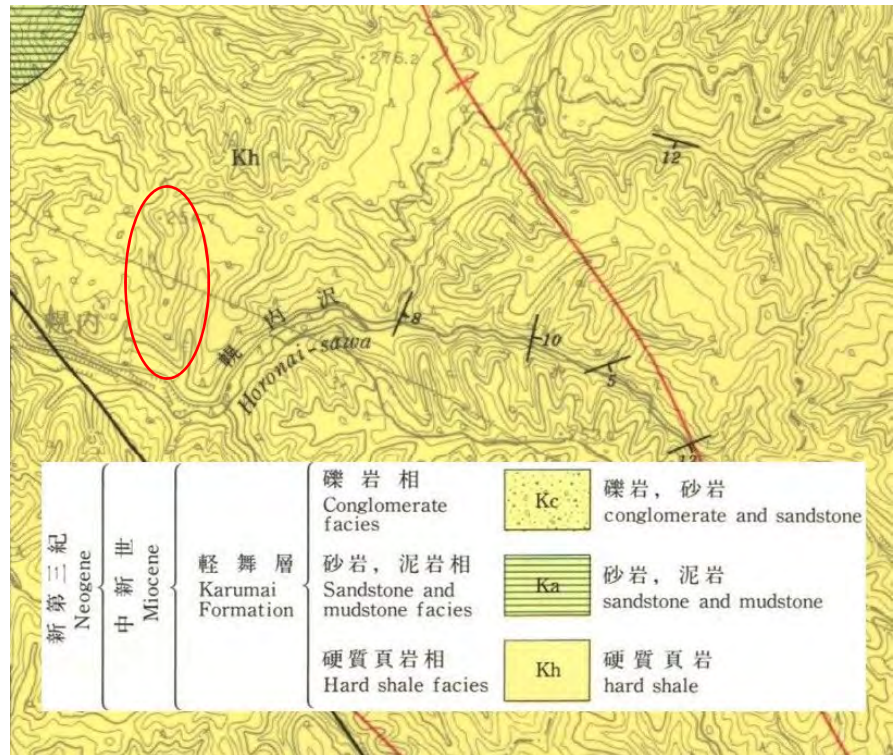 276.2
Kh
12
幌内
幌内沢
Horonai-sawa
8
10
5
新第三紀
Neogene
中新世
Miocene
軽舞層
Karumai
Formation
礫岩相
Conglomerate
facies
Kc
礫岩，砂岩
conglomerate and sandstone
砂岩，泥岩相
Sandstone and
mudstone facies
Ka
砂岩，泥岩
sandstone and mudstone
硬質頁岩相
Hard shale facies
Kh
硬質頁岩
hard shale